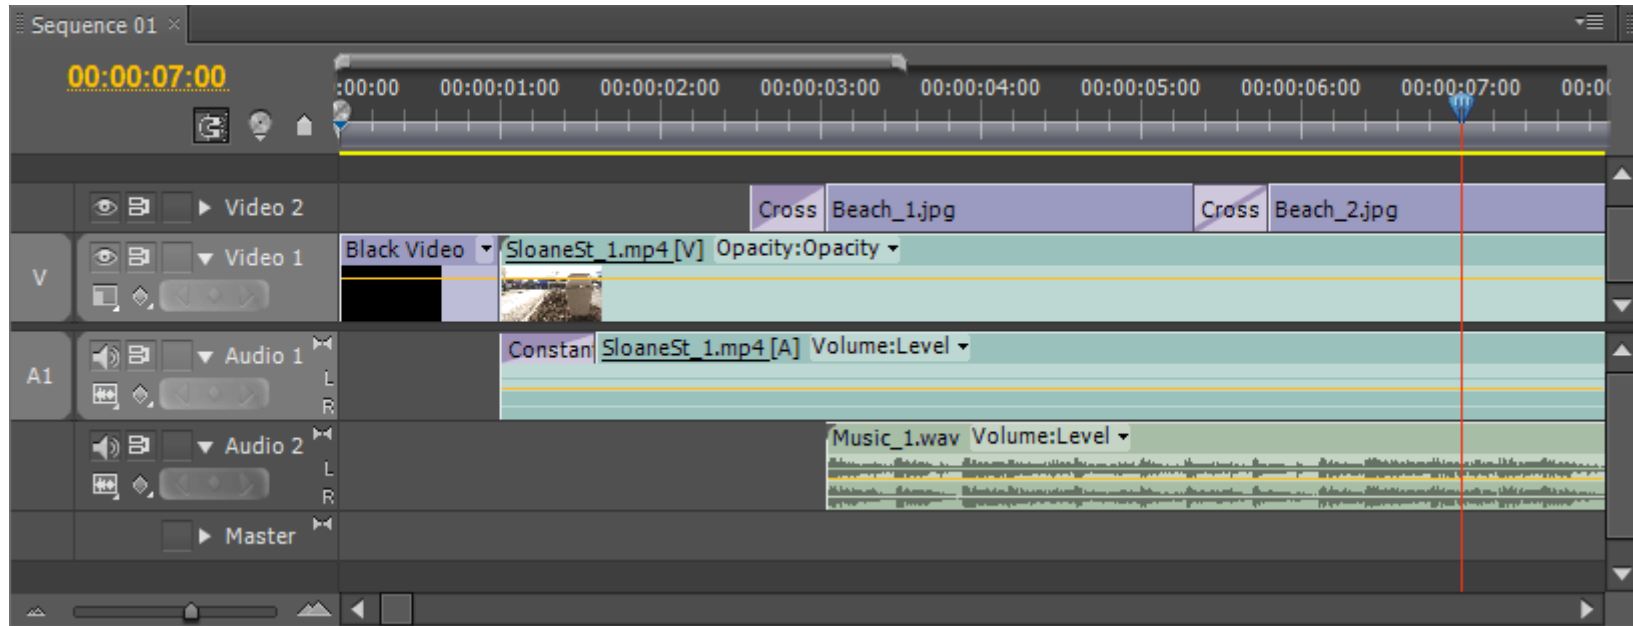 Sequence 01 ×
00:00:07:00
:00:00 00:00:01:00 00:00:02:00 00:00:03:00 00:00:04:00 00:00:05:00 00:00:06:00 00:00:07:00 00:00
Video 2 Cross Beach_1.jpg Cross Beach_2.jpg
V Video 1 Black Video SloaneSt_1.mp4 [V] Opacity:Opacity
A1 Audio 1 L R Constan SloaneSt_1.mp4 [A] Volume:Level
Audio 2 L R Music_1.wav Volume:Level
Master